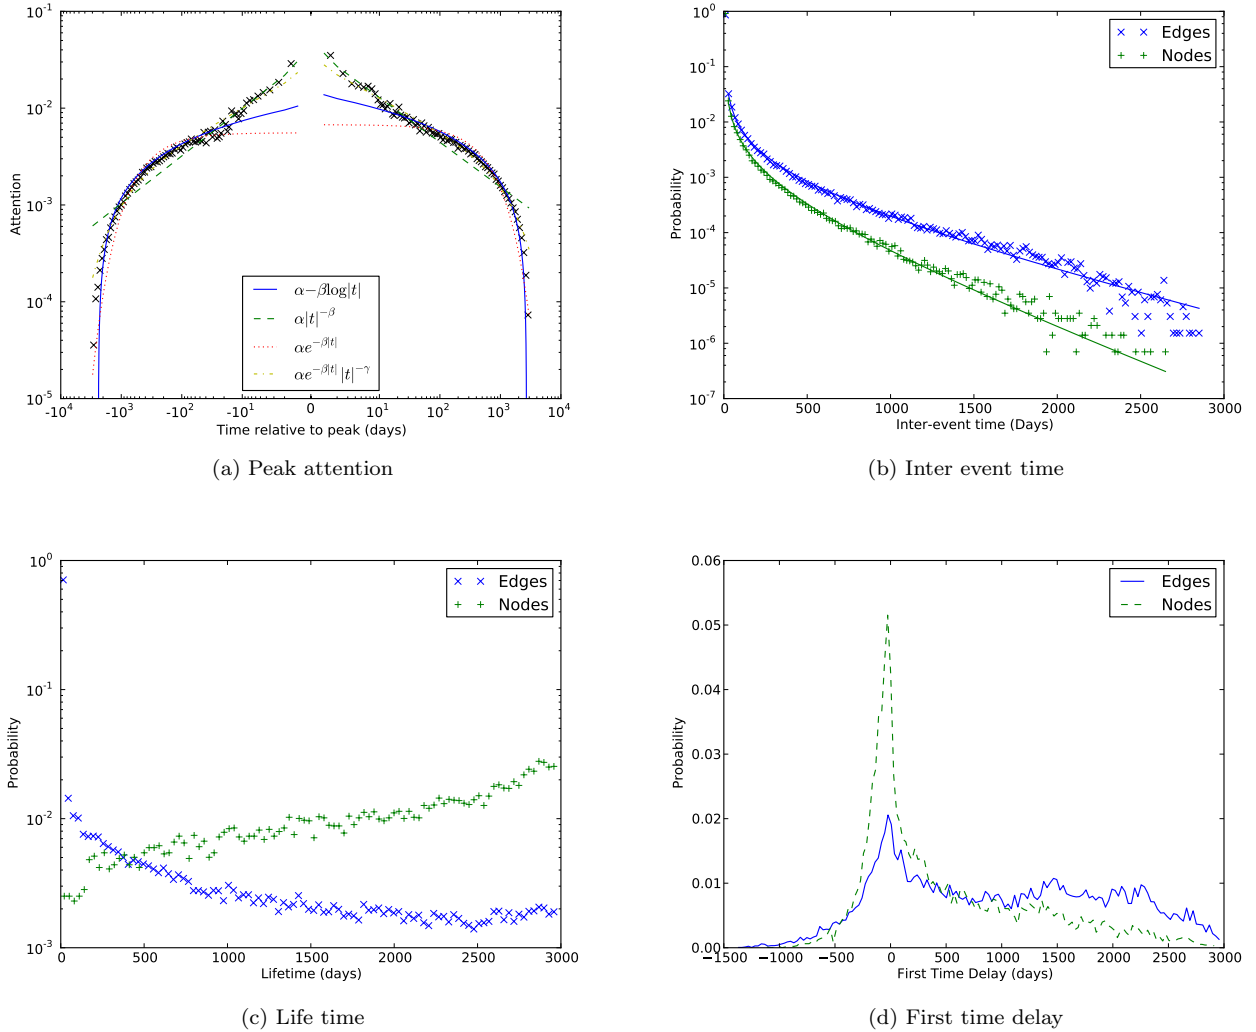 10^-1
10^-2
10^-3
10^-4
10^-5
Attention
α−βlog|t|
α|t|^−β
αe^−β|t|
αe^−β|t| |t|^−γ
-10^4 -10^3 -10^2 -10^1 0 10^1 10^2 10^3 10^4
Time relative to peak (days)
(a) Peak attention
10^0
10^-1
10^-2
10^-3
10^-4
10^-5
10^-6
10^-7
Probability
Edges
Nodes
0 500 1000 1500 2000 2500 3000
Inter-event time (Days)
(b) Inter event time
10^0
10^-1
10^-2
10^-3
Probability
Edges
Nodes
0 500 1000 1500 2000 2500 3000
Lifetime (days)
(c) Life time
0.06
0.05
0.04
0.03
0.02
0.01
0.00
Probability
Edges
Nodes
−1500 −1000 −500 0 500 1000 1500 2000 2500 3000
First Time Delay (days)
(d) First time delay